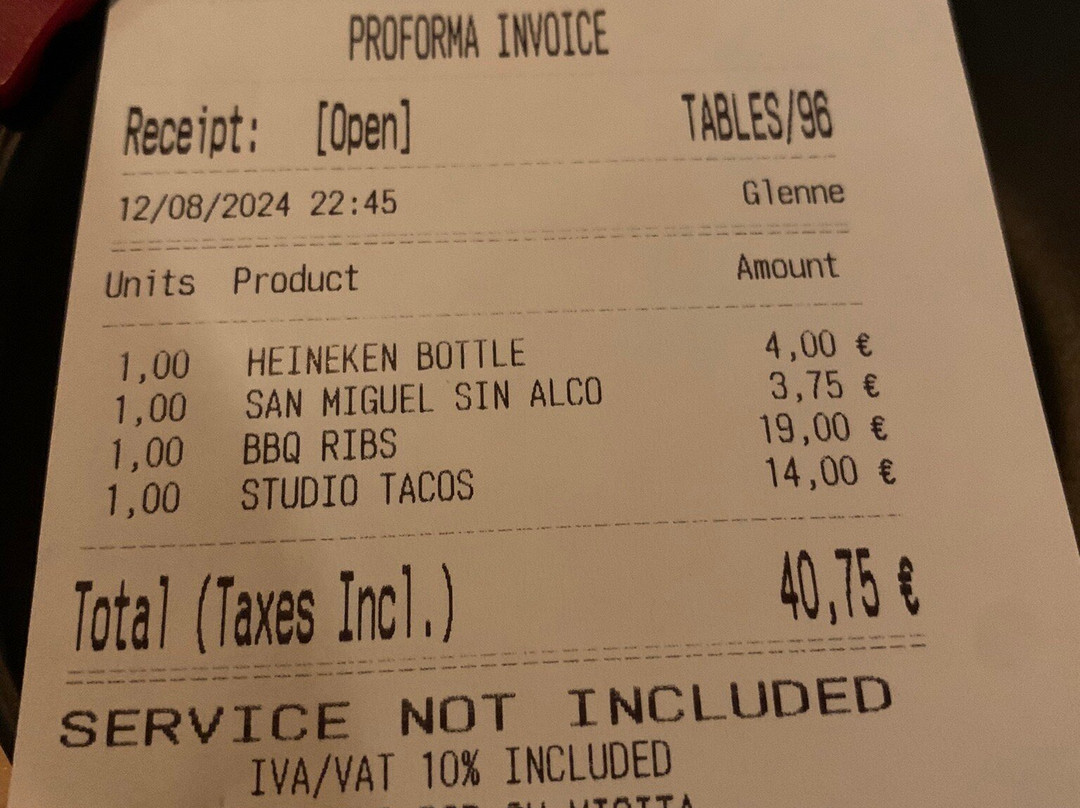 PROFORMA INVOICE
Receipt: [Open] TABLES/96
12/08/2024 22:45 Glenne
Units Product Amount
1,00 HEINEKEN BOTTLE 4,00 €
1,00 SAN MIGUEL SIN ALCO 3,75 €
1,00 BBQ RIBS 19,00 €
1,00 STUDIO TACOS 14,00 €
Total (Taxes Incl.) 40,75 €
SERVICE NOT INCLUDED
IVA/VAT 10% INCLUDED